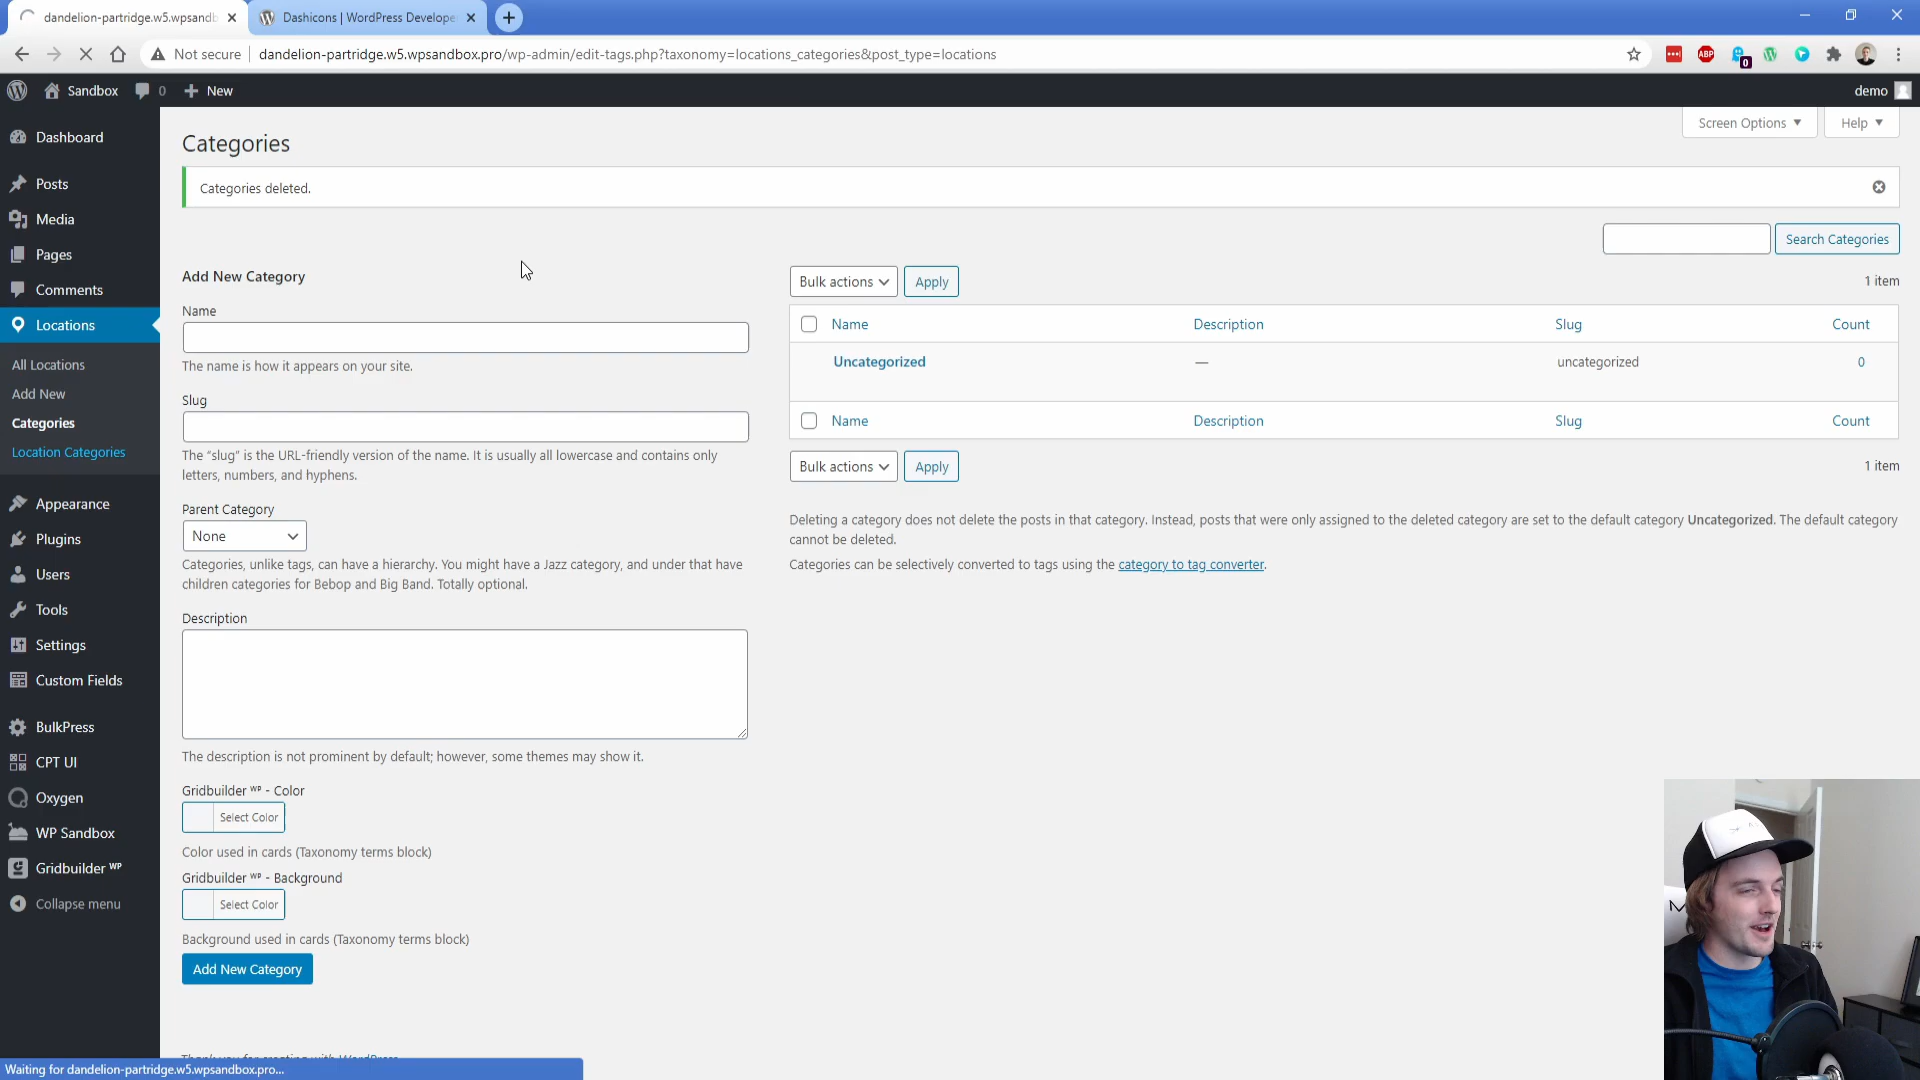 dandelion-partridge.w5.wpsandb
Dashicons | WordPress Develope
Not secure
dandelion-partridge.w5.wpsandbox.pro/wp-admin/edit-tags.php?taxonomy=locations_categories&post_type=locations
ABP
0
Sandbox
0
New
demo
Dashboard
Posts
Media
Pages
Comments
Locations
All Locations
Add New
Categories
Location Categories
Appearance
Plugins
Users
Tools
Settings
Custom Fields
BulkPress
CPT UI
Oxygen
WP Sandbox
Gridbuilder ᵂᴾ
Collapse menu
Screen Options
Help
Categories
Categories deleted.
Search Categories
Add New Category
Name
The name is how it appears on your site.
Slug
The “slug” is the URL-friendly version of the name. It is usually all lowercase and contains only
letters, numbers, and hyphens.
Parent Category
None
Categories, unlike tags, can have a hierarchy. You might have a Jazz category, and under that have
children categories for Bebop and Big Band. Totally optional.
Description
The description is not prominent by default; however, some themes may show it.
Gridbuilder ᵂᴾ - Color
Select Color
Color used in cards (Taxonomy terms block)
Gridbuilder ᵂᴾ - Background
Select Color
Background used in cards (Taxonomy terms block)
Add New Category
Bulk actions Apply 1 item
Name Description Slug Count
Uncategorized — uncategorized 0
Name Description Slug Count
Bulk actions Apply 1 item
Deleting a category does not delete the posts in that category. Instead, posts that were only assigned to the deleted category are set to the default category Uncategorized. The default category
cannot be deleted.
Categories can be selectively converted to tags using the category to tag converter.
Thank you for creating with WordPress.
Waiting for dandelion-partridge.w5.wpsandbox.pro...